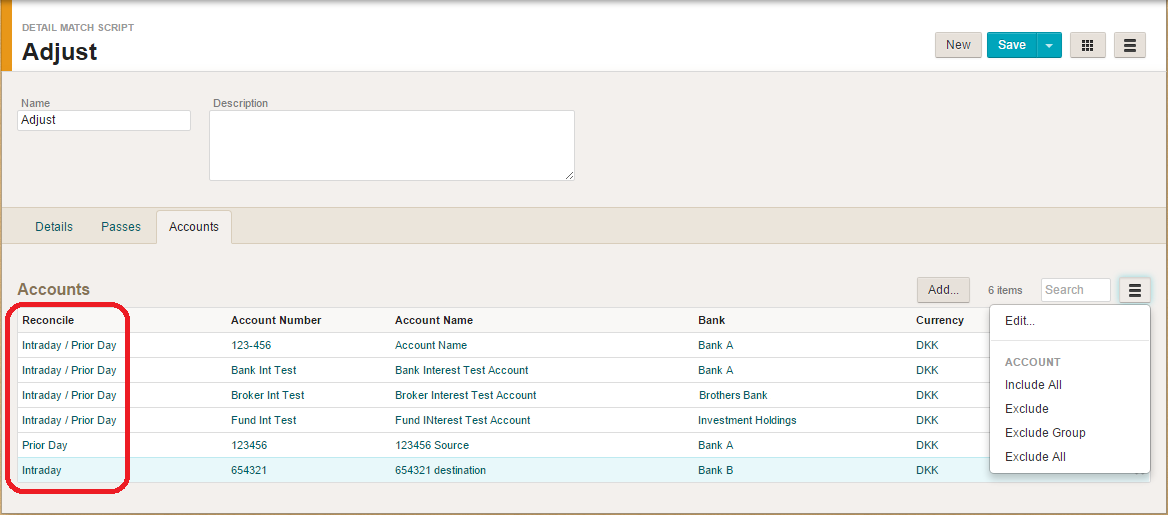 DETAIL MATCH SCRIPT
Adjust
New Save
Name Description
Adjust
Details Passes Accounts
Accounts Add... 6 items Search
Reconcile Account Number Account Name Bank Currency
Intraday / Prior Day 123-456 Account Name Bank A DKK
Intraday / Prior Day Bank Int Test Bank Interest Test Account Bank A DKK
Intraday / Prior Day Broker Int Test Broker Interest Test Account Brothers Bank DKK
Intraday / Prior Day Fund Int Test Fund INterest Test Account Investment Holdings DKK
Prior Day 123456 123456 Source Bank A DKK
Intraday 654321 654321 destination Bank B DKK
Edit...
ACCOUNT
Include All
Exclude
Exclude Group
Exclude All